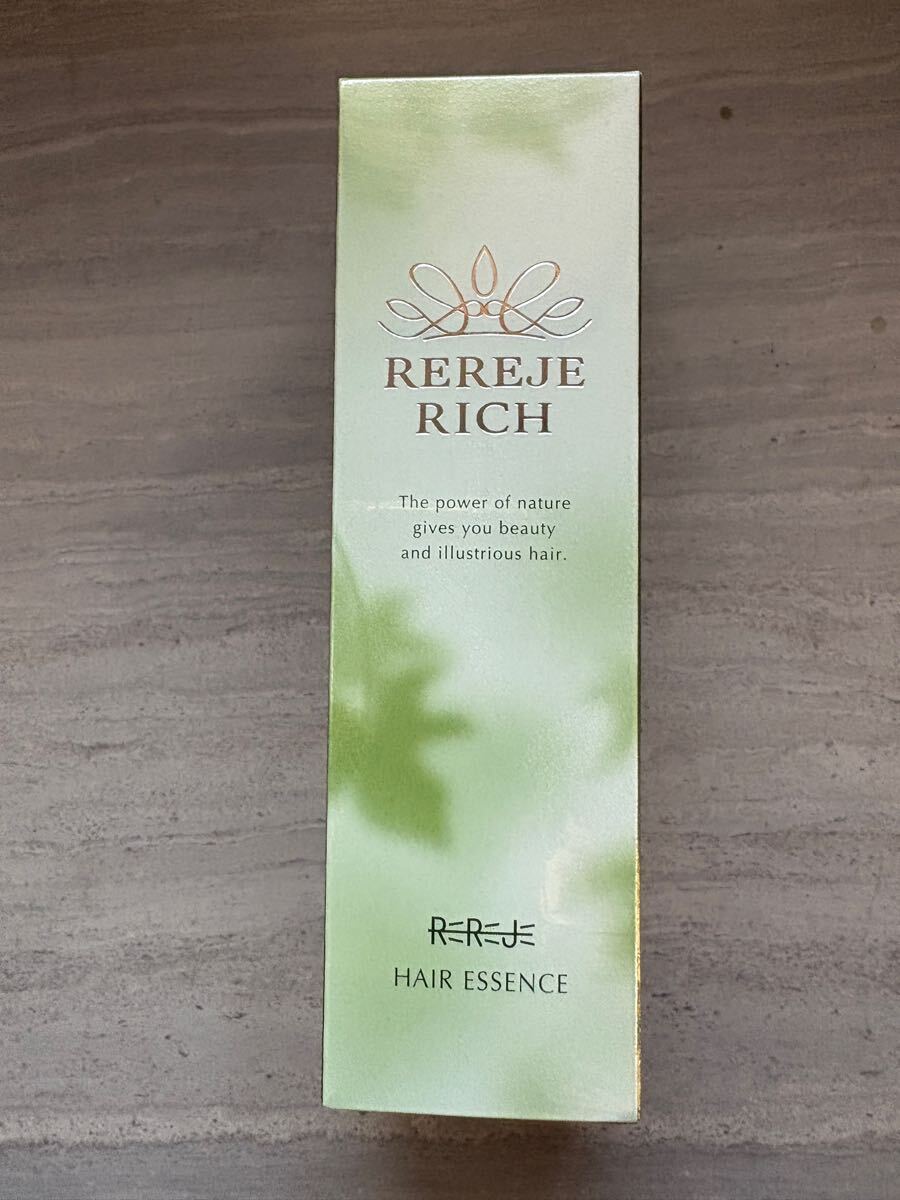 REREJE
RICH
The power of nature
gives you beauty
and illustrious hair.
REREJE
HAIR ESSENCE